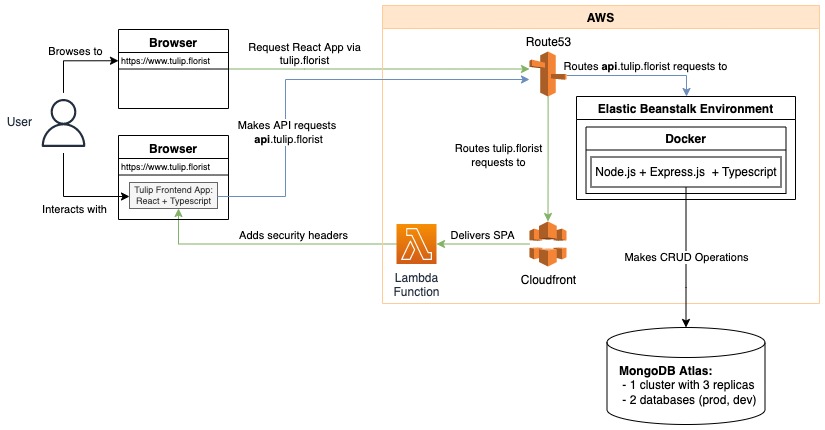 AWS
Browser
https://www.tulip.florist
Browses to
Request React App via
tulip.florist
Route53
Routes api.tulip.florist requests to
User
Makes API requests
api.tulip.florist
Elastic Beanstalk Environment
Docker
Node.js + Express.js + Typescript
Browser
https://www.tulip.florist
Tulip Frontend App:
React + Typescript
Interacts with
Routes tulip.florist
requests to
Adds security headers
Delivers SPA
Lambda
Function
Cloudfront
Makes CRUD Operations
MongoDB Atlas:
- 1 cluster with 3 replicas
- 2 databases (prod, dev)